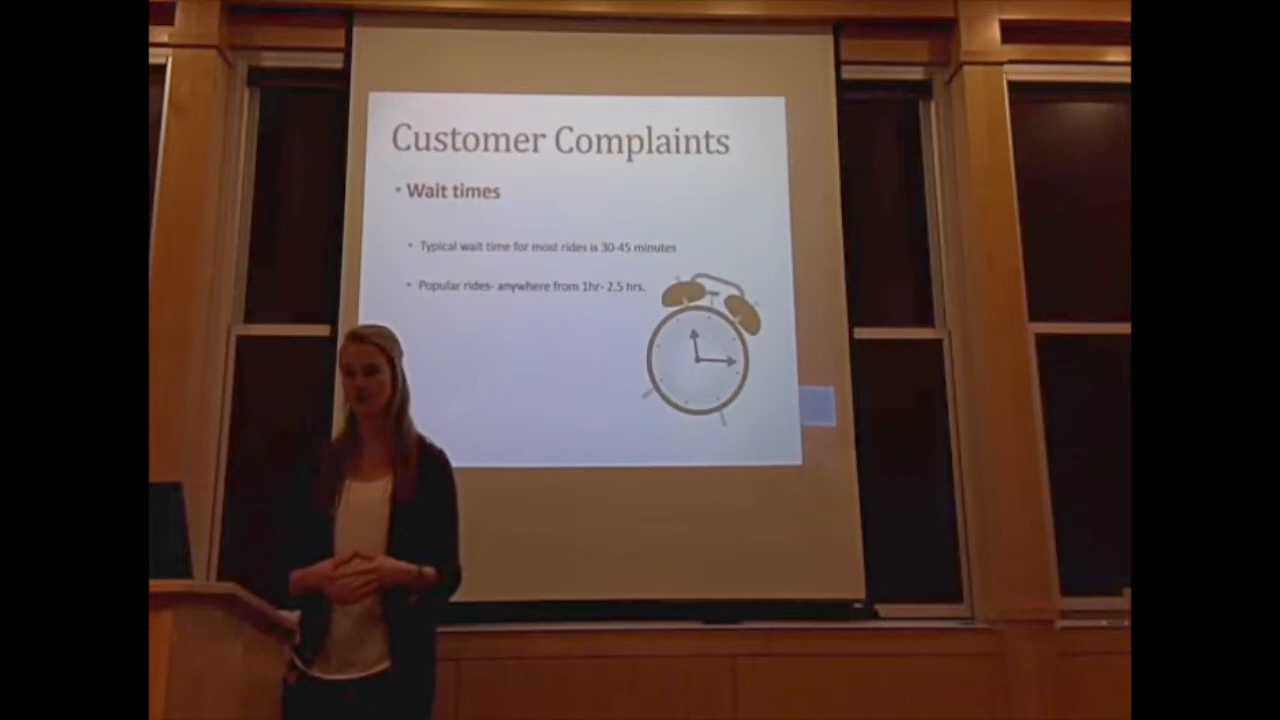 Customer Complaints
• Wait times
• Typical wait time for most rides is 30-45 minutes
• Popular rides- anywhere from 1hr- 2.5 hrs.